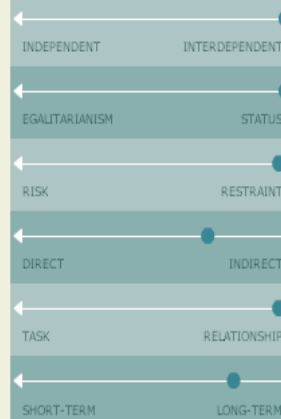 INDEPENDENT INTERDEPENDENT
EGALITARIANISM STATUS
RISK RESTRAINT
DIRECT INDIRECT
TASK RELATIONSHIP
SHORT-TERM LONG-TERM